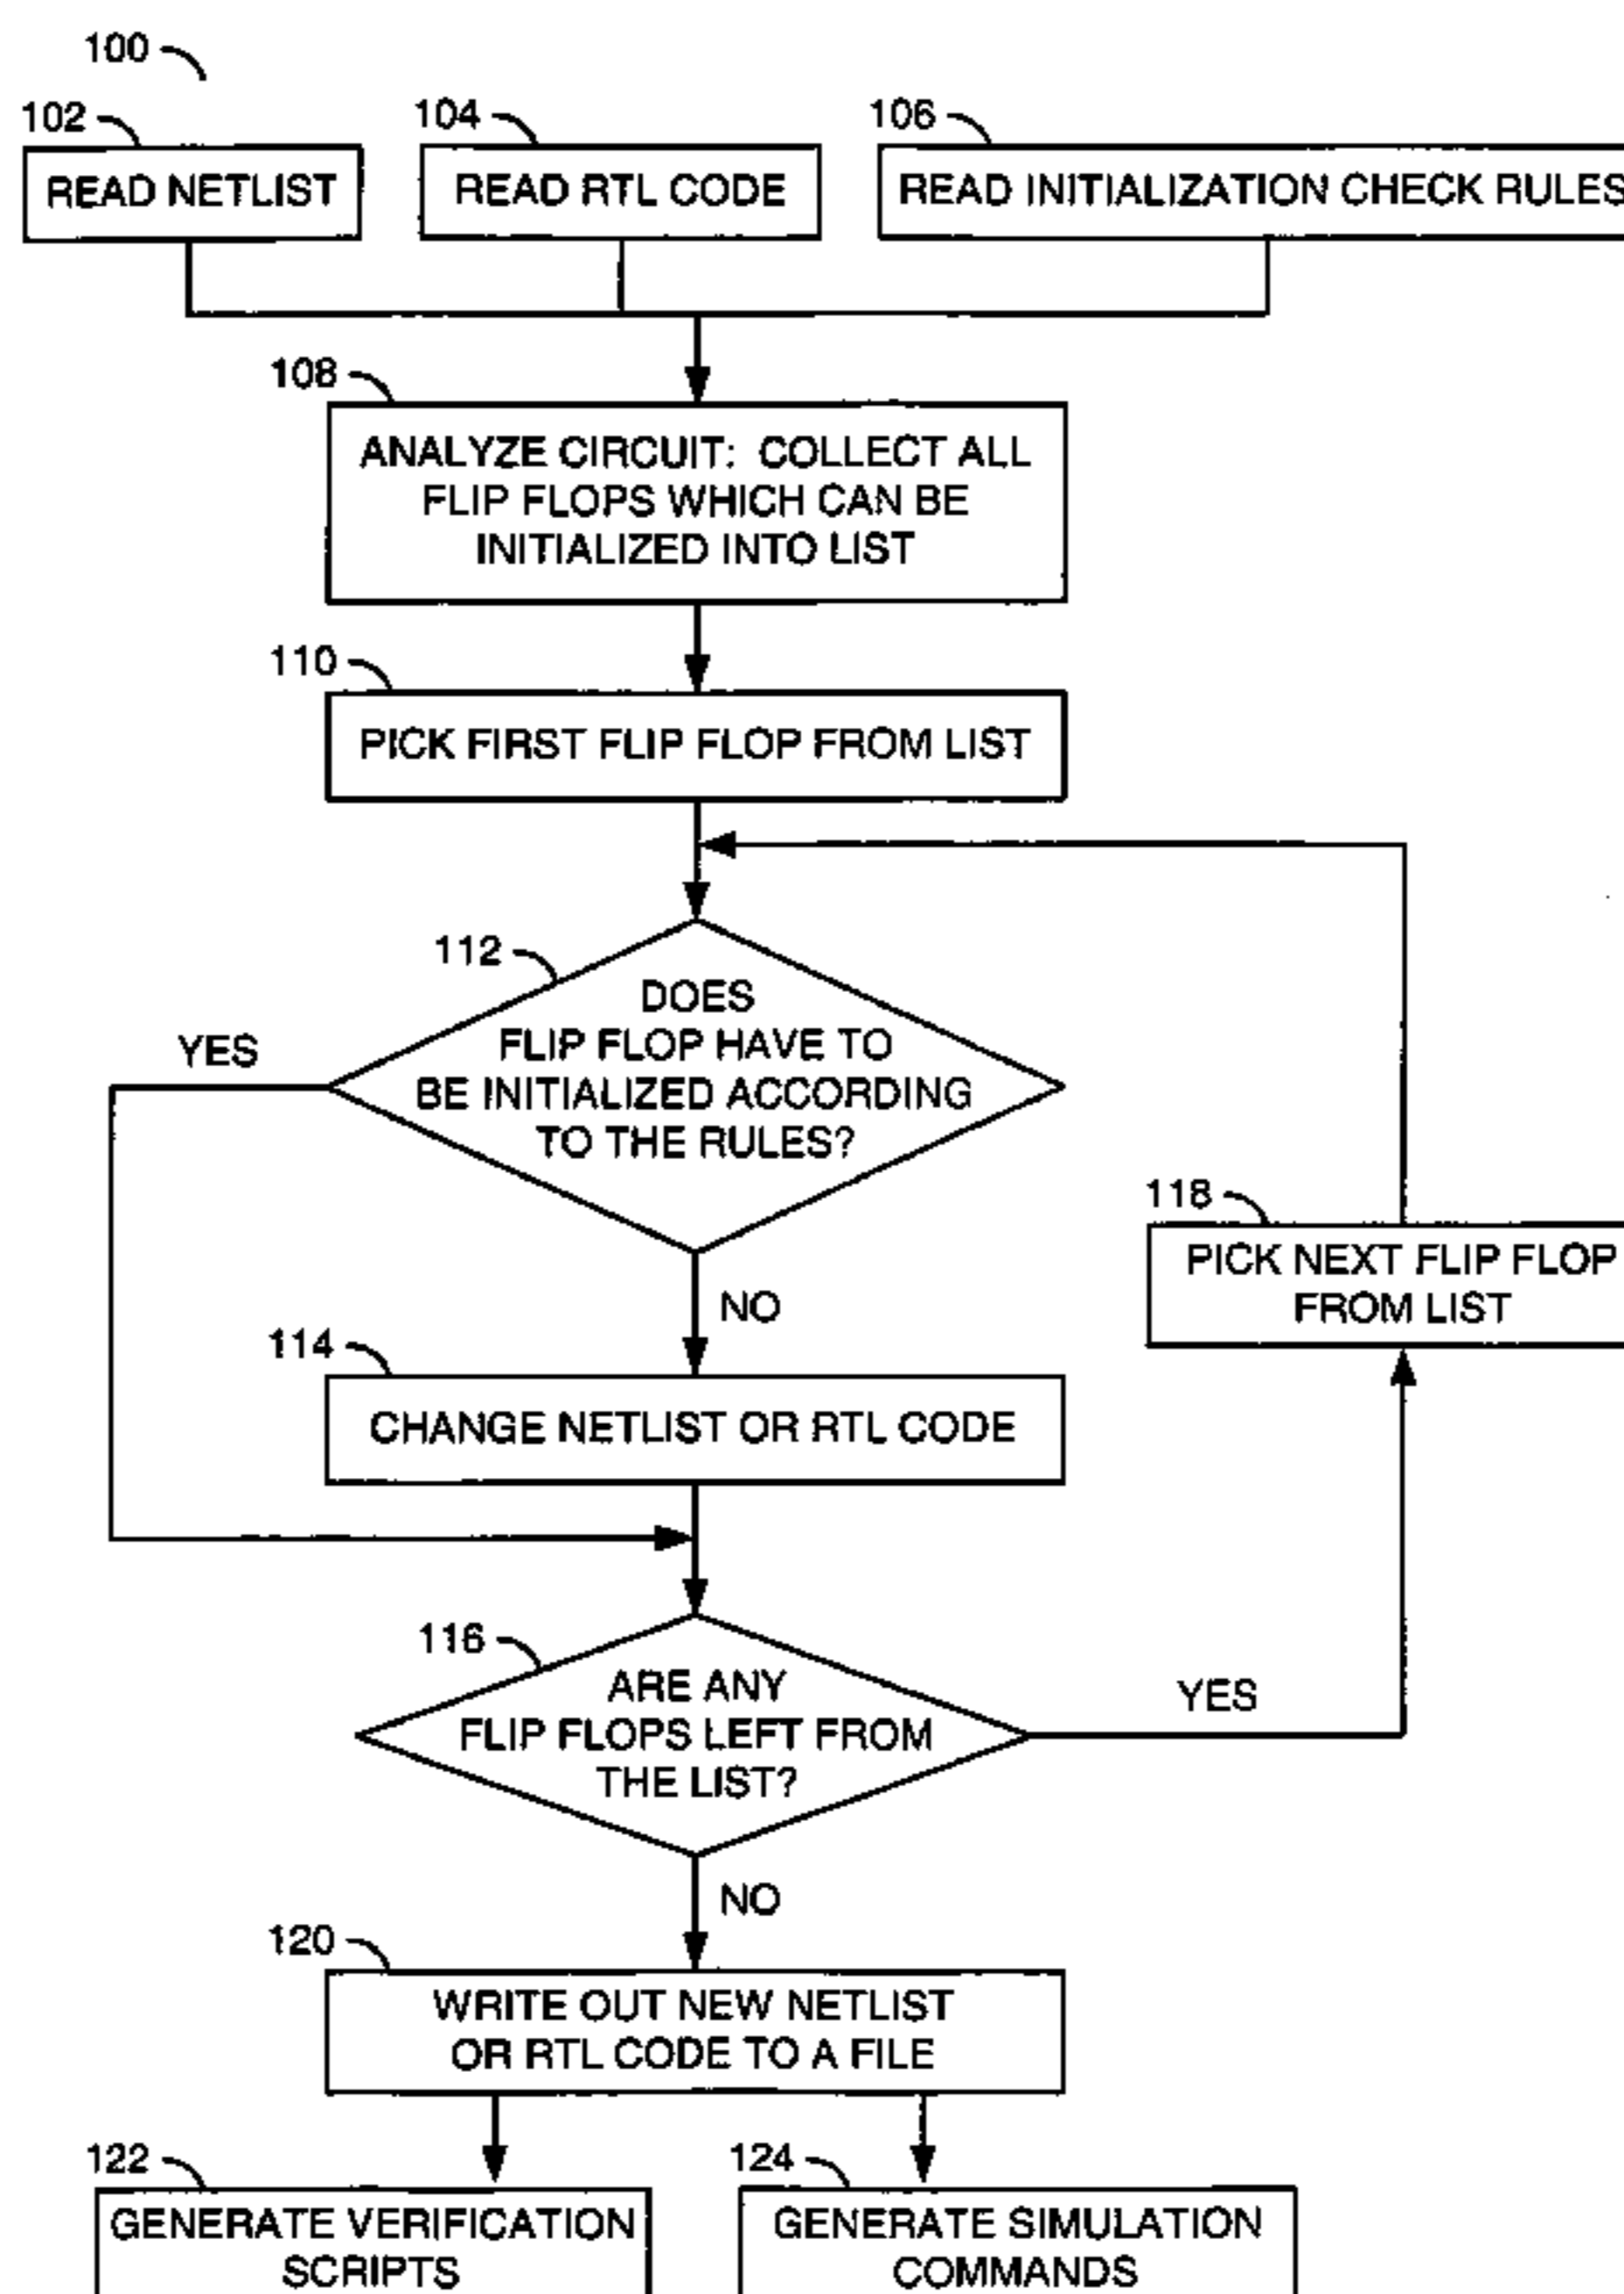 100
102
104
106
READ NETLIST
READ RTL CODE
READ INITIALIZATION CHECK RULES
108
ANALYZE CIRCUIT: COLLECT ALL
FLIP FLOPS WHICH CAN BE
INITIALIZED INTO LIST
110
PICK FIRST FLIP FLOP FROM LIST
112
DOES
FLIP FLOP HAVE TO
BE INITIALIZED ACCORDING
TO THE RULES?
YES
NO
118
PICK NEXT FLIP FLOP
FROM LIST
114
CHANGE NETLIST OR RTL CODE
116
ARE ANY
FLIP FLOPS LEFT FROM
THE LIST?
YES
NO
120
WRITE OUT NEW NETLIST
OR RTL CODE TO A FILE
122
124
GENERATE VERIFICATION
SCRIPTS
GENERATE SIMULATION
COMMANDS